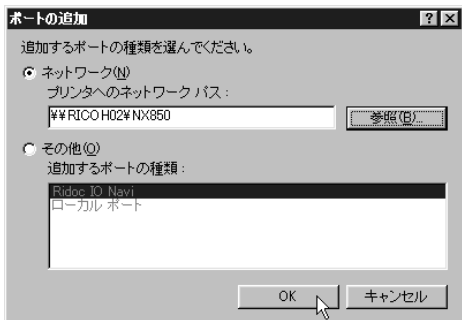 ポートの追加
追加するポートの種類を選んでください。
ネットワーク(N)
プリンタへのネットワーク パス：
¥¥RICOH02¥NX850
参照(B)...
その他(O)
追加するポートの種類：
Ridoc IO Navi
ローカル ポート
OK
キャンセル